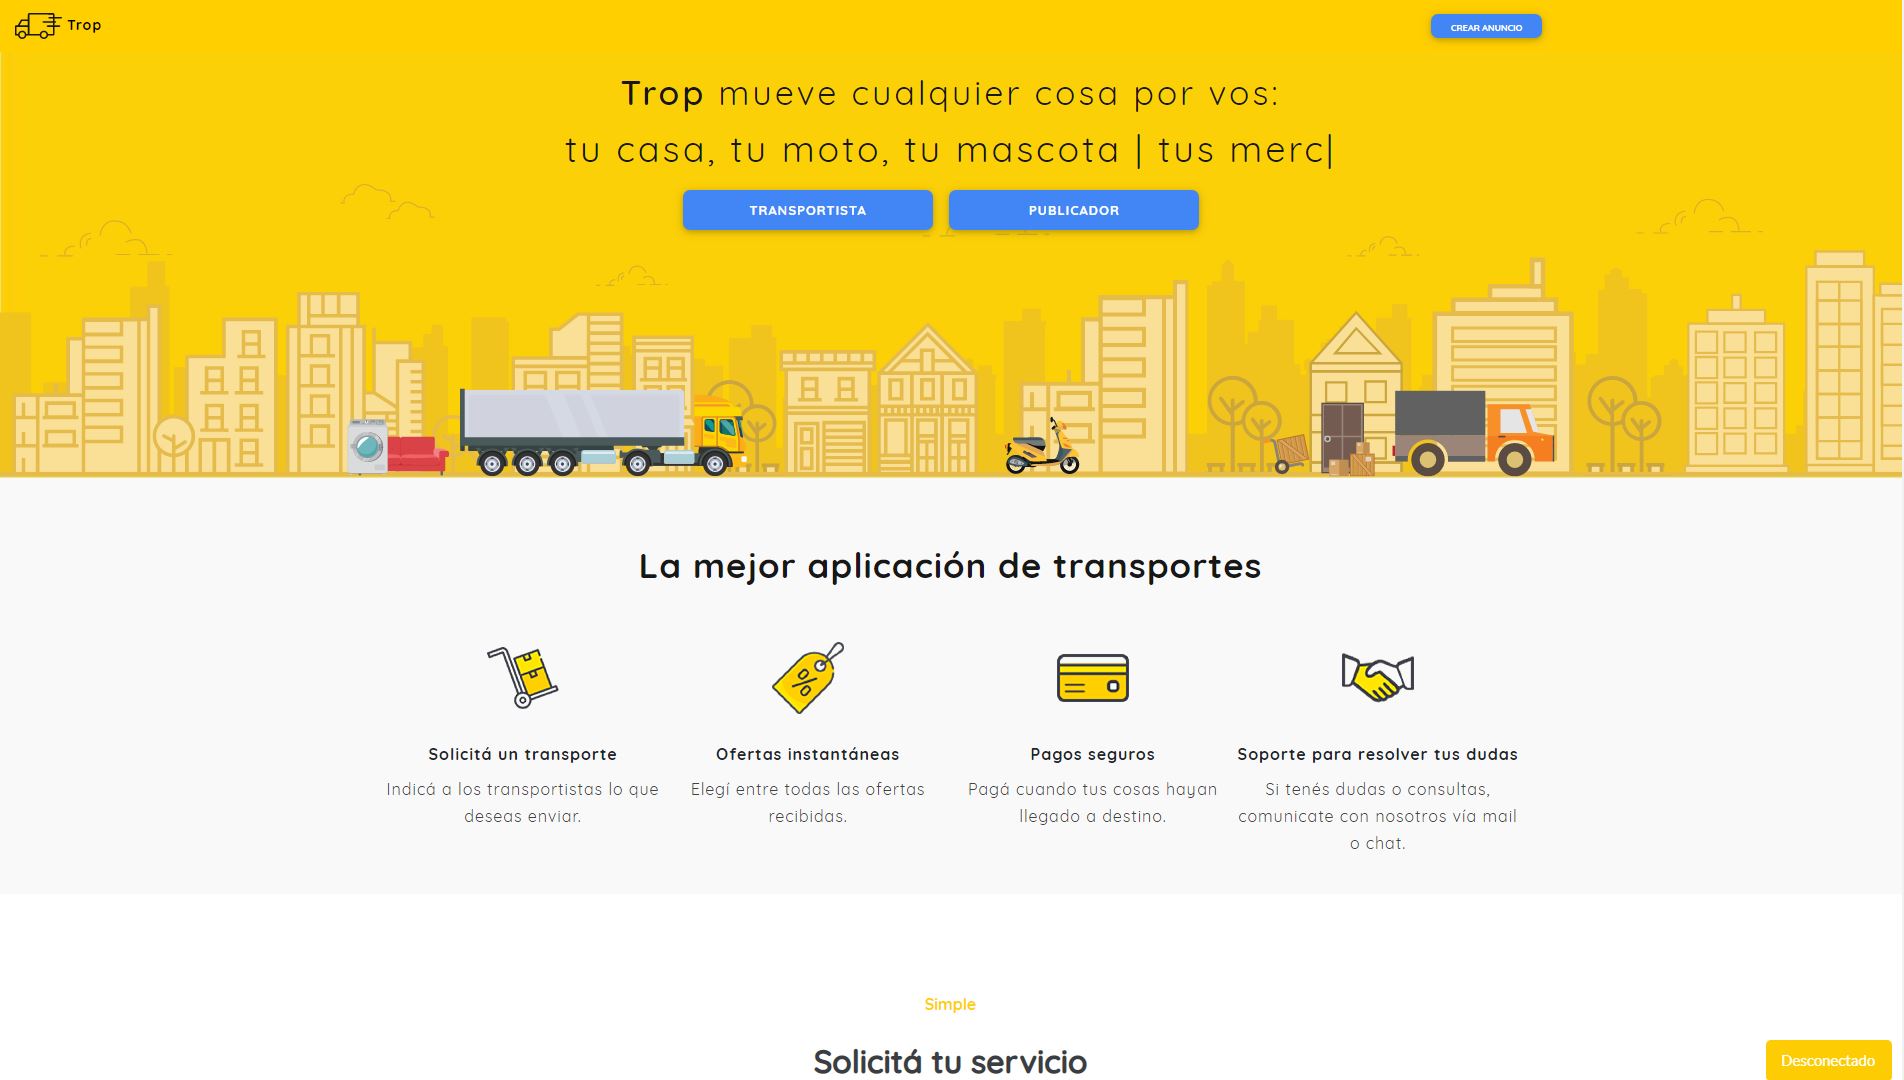 Trop
CREAR ANUNCIO
Trop mueve cualquier cosa por vos:
tu casa, tu moto, tu mascota | tus merc|
TRANSPORTISTA
PUBLICADOR
La mejor aplicación de transportes
Solicitá un transporte
Indicá a los transportistas lo que
deseas enviar.
Ofertas instantáneas
Elegí entre todas las ofertas
recibidas.
Pagos seguros
Pagá cuando tus cosas hayan
llegado a destino.
Soporte para resolver tus dudas
Si tenés dudas o consultas,
comunicate con nosotros vía mail
o chat.
Simple
Solicitá tu servicio
Desconectado